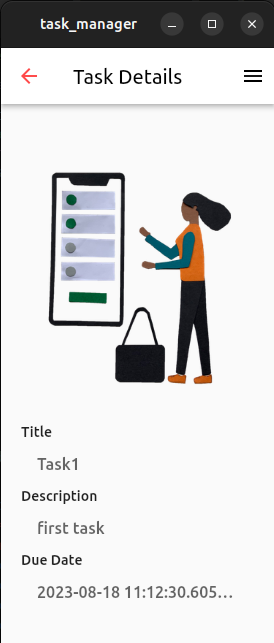 task_manager
Task Details
Title
Task1
Description
first task
Due Date
2023-08-18 11:12:30.605…